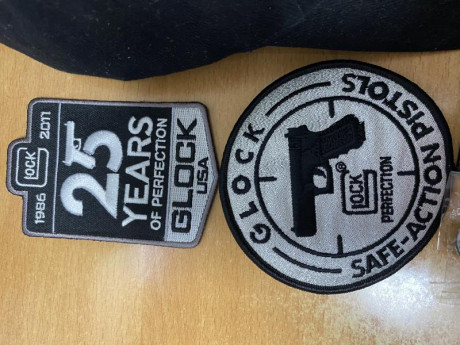 GLOCK
1986 2011
25
YEARS
OF PERFECTION
GLOCK
USA
GLOCK
GLOCK ®
PERFECTION
SAFE-ACTION PISTOLS